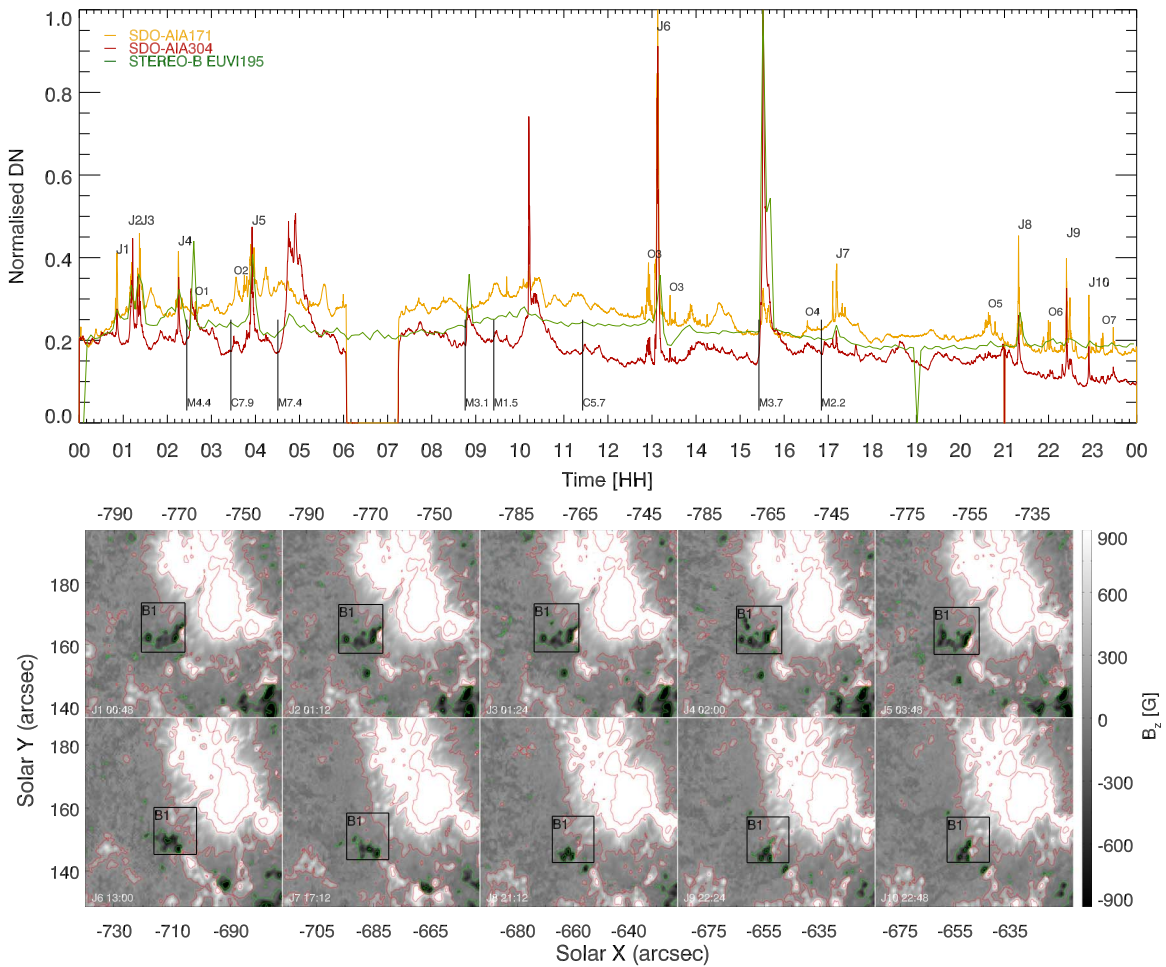 1.0
0.8
0.6
0.4
0.2
0.0
Normalised DN
SDO-AIA171
SDO-AIA304
STEREO-B EUVI195
J1
J2J3
J4
O1
O2
J5
J6
O3
O3
O4
J7
O5
J8
O6
J9
J10
O7
M4.4
C7.9
M7.4
M3.1
M1.5
C5.7
M3.7
M2.2
00 01 02 03 04 05 06 07 08 09 10 11 12 13 14 15 16 17 18 19 20 21 22 23 00
Time [HH]
-790 -770 -750 -790 -770 -750 -785 -765 -745 -785 -765 -745 -775 -755 -735
180
160
140
B1 B1 B1 B1 B1
J1 00:48 J2 01:12 J3 01:24 J4 02:00 J5 03:48
180
160
140
B1 B1 B1 B1 B1
J6 13:00 J7 17:12 J8 21:12 J9 22:24 J10 22:48
-730 -710 -690 -705 -685 -665 -680 -660 -640 -675 -655 -635 -675 -655 -635
Solar X (arcsec)
Solar Y (arcsec)
900
600
300
0
-300
-600
-900
Bz [G]